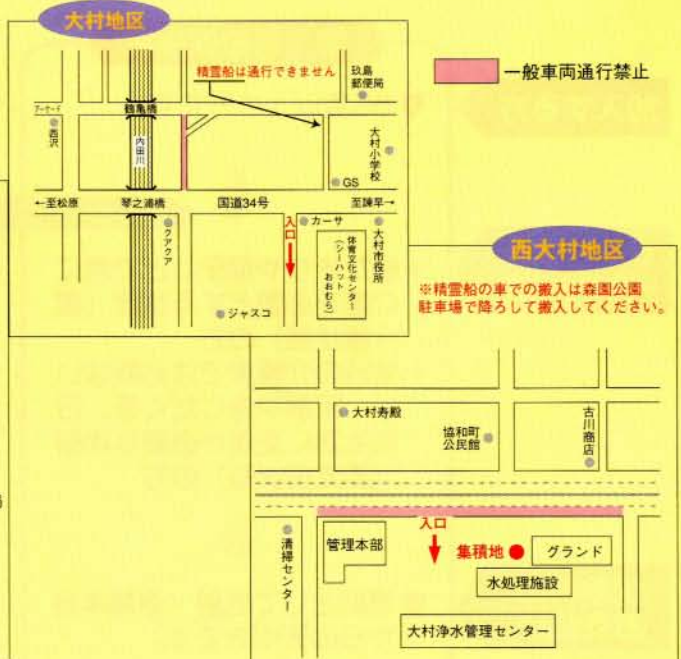 大村地区
精霊船は通行できません
玖島
郵便局
一般車両通行禁止
アーケード
鶴亀橋
西沢
内田川
大村小学校
GS
←至松原
琴之浦橋
国道34号
至諫早→
クアクア
入口
カーサ
体育文化センター
(シーハット
おおむら)
大村市役所
ジャスコ
西大村地区
※精霊船の車での搬入は森園公園
駐車場で降ろして搬入してください。
大村寿殿
協和町
公民館
古川商店
清掃センター
管理本部
入口
集積地
グランド
水処理施設
大村浄水管理センター